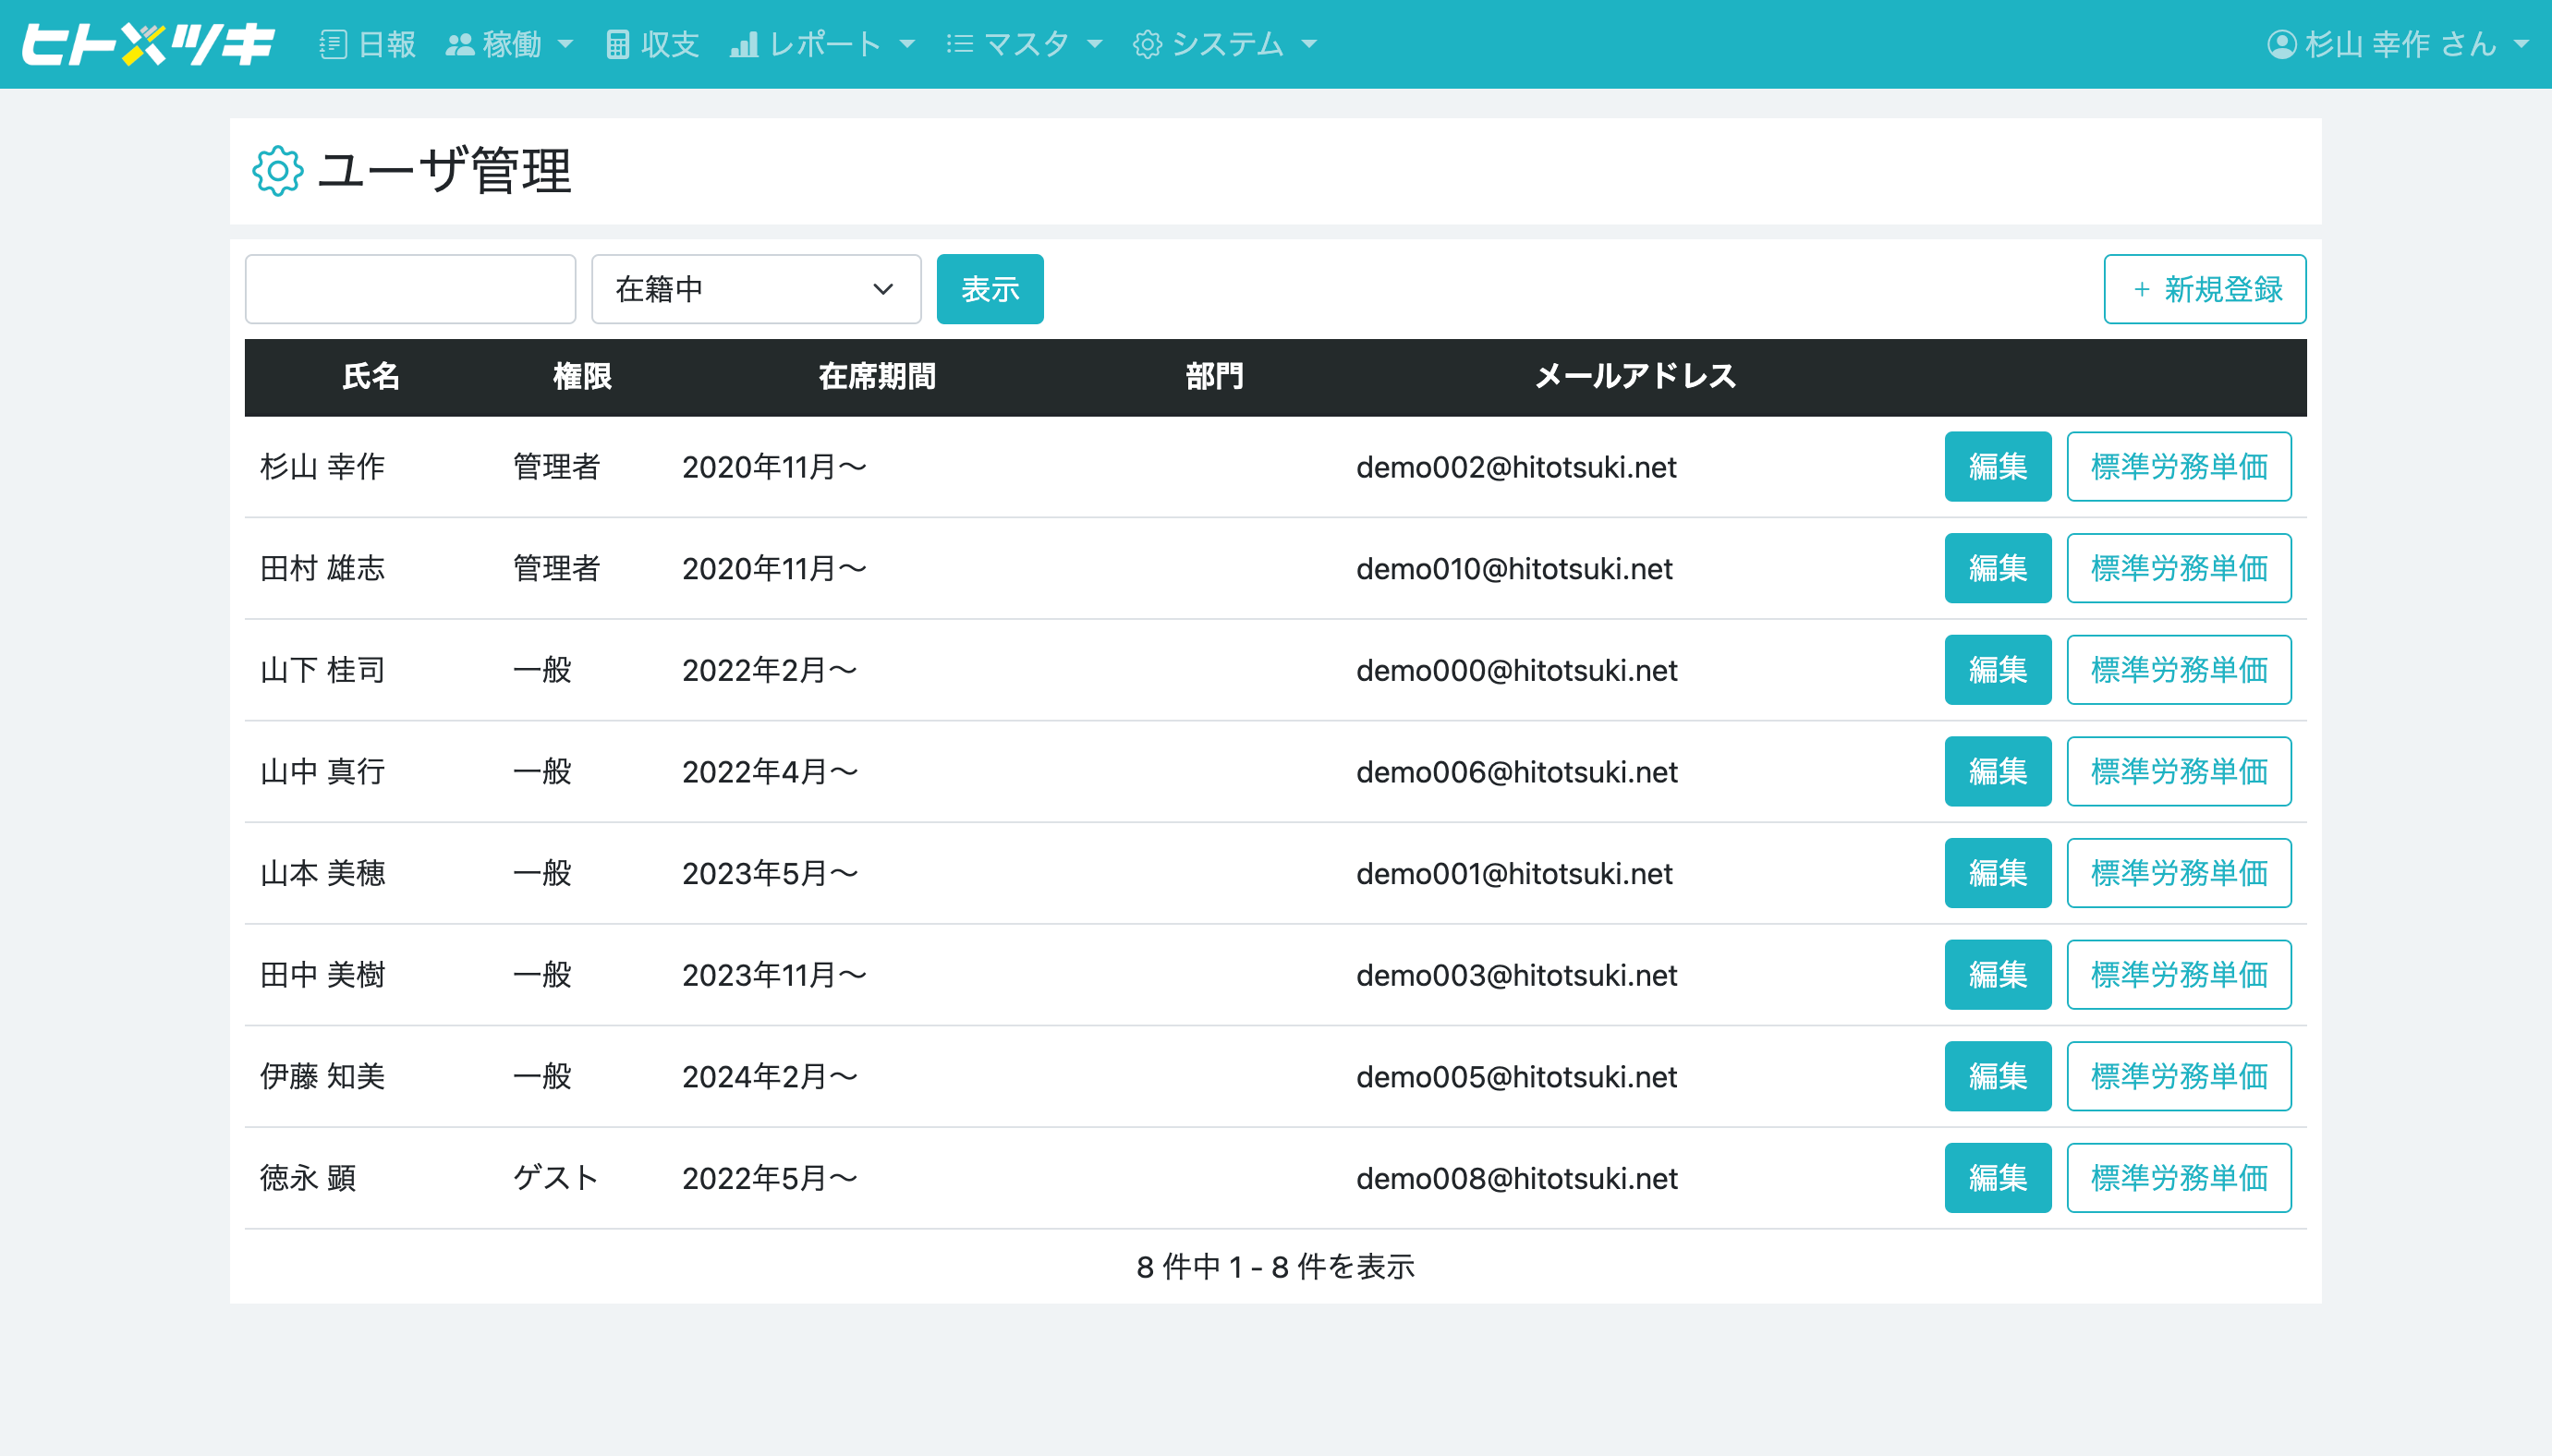 ヒトツキ 日報 稼働 収支 レポート マスタ システム 杉山 幸作 さん
ユーザ管理
在籍中 表示 + 新規登録
氏名 権限 在席期間 部門 メールアドレス
杉山 幸作 管理者 2020年11月〜 demo002@hitotsuki.net 編集 標準労務単価
田村 雄志 管理者 2020年11月〜 demo010@hitotsuki.net 編集 標準労務単価
山下 桂司 一般 2022年2月〜 demo000@hitotsuki.net 編集 標準労務単価
山中 真行 一般 2022年4月〜 demo006@hitotsuki.net 編集 標準労務単価
山本 美穂 一般 2023年5月〜 demo001@hitotsuki.net 編集 標準労務単価
田中 美樹 一般 2023年11月〜 demo003@hitotsuki.net 編集 標準労務単価
伊藤 知美 一般 2024年2月〜 demo005@hitotsuki.net 編集 標準労務単価
徳永 顕 ゲスト 2022年5月〜 demo008@hitotsuki.net 編集 標準労務単価
8 件中 1 - 8 件を表示